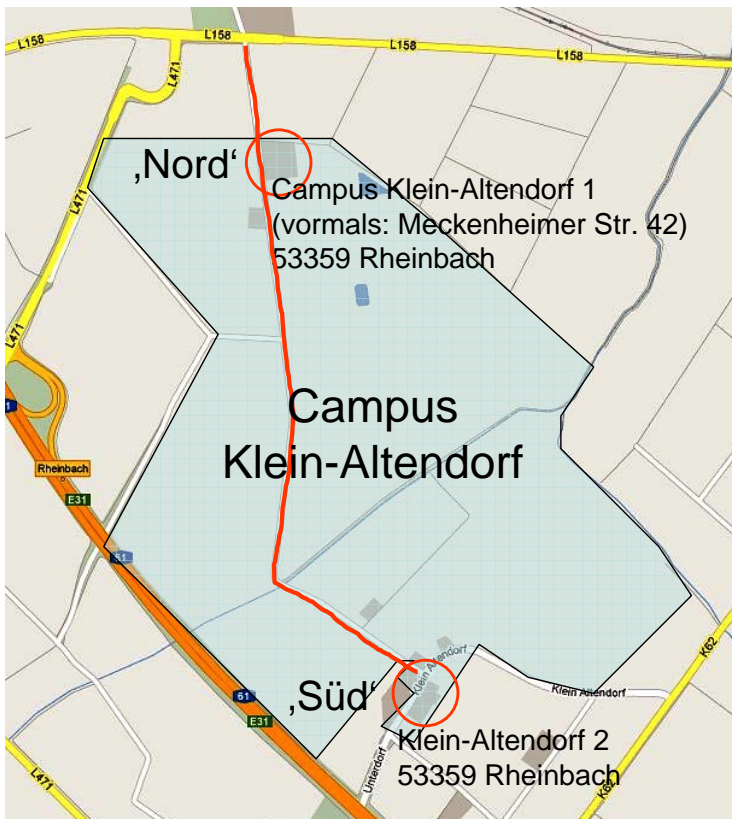 L158
L158
L158
L158
L471
‚Nord‘
Campus Klein-Altendorf 1
(vormals: Meckenheimer Str. 42)
53359 Rheinbach
L471
L471
Campus
Klein-Altendorf
Rheinbach
E31
61
K62
Klein Altendorf
Klein Altendorf
61
‚Süd‘
E31
Klein-Altendorf 2
53359 Rheinbach
Unterdorf
L471
K62